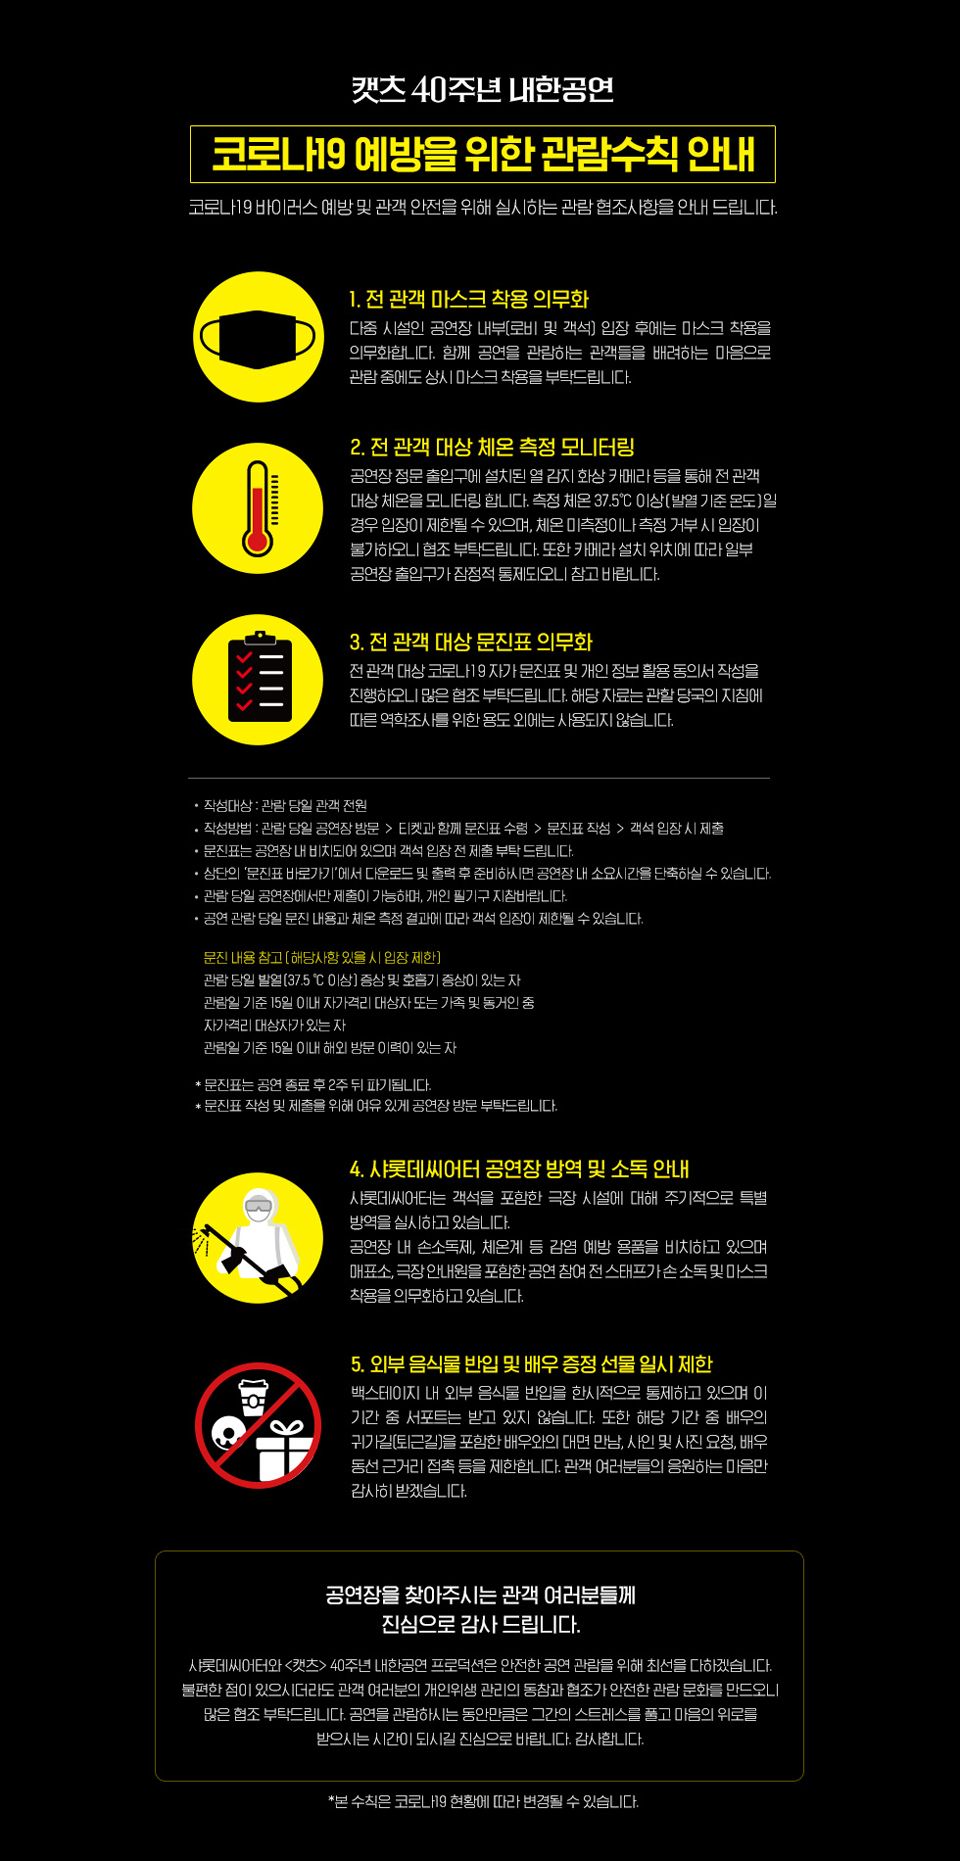 캣츠 40주년 내한공연
코로나19 예방을 위한 관람수칙 안내
코로나19 바이러스 예방 및 관객 안전을 위해 실시하는 관람 협조사항을 안내 드립니다.
1. 전 관객 마스크 착용 의무화
다중 시설인 공연장 내부(로비 및 객석) 입장 후에는 마스크 착용을
의무화합니다. 함께 공연을 관람하는 관객들을 배려하는 마음으로
관람 중에도 상시 마스크 착용을 부탁드립니다.
2. 전 관객 대상 체온 측정 모니터링
공연장 정문 출입구에 설치된 열 감지 화상 카메라 등을 통해 전 관객
대상 체온을 모니터링 합니다. 측정 체온 37.5℃ 이상(발열 기준 온도)일
경우 입장이 제한될 수 있으며, 체온 미측정이나 측정 거부 시 입장이
불가하오니 협조 부탁드립니다. 또한 카메라 설치 위치에 따라 일부
공연장 출입구가 잠정적 통제되오니 참고 바랍니다.
3. 전 관객 대상 문진표 의무화
전 관객 대상 코로나19 자가 문진표 및 개인 정보 활용 동의서 작성을
진행하오니 많은 협조 부탁드립니다. 해당 자료는 관할 당국의 지침에
따른 역학조사를 위한 용도 외에는 사용되지 않습니다.
• 작성대상 : 관람 당일 관객 전원
• 작성방법 : 관람 당일 공연장 방문 > 티켓과 함께 문진표 수령 > 문진표 작성 > 객석 입장 시 제출
• 문진표는 공연장 내 비치되어 있으며 객석 입장 전 제출 부탁 드립니다.
• 상단의 '문진표 바로가기'에서 다운로드 및 출력 후 준비하시면 공연장 내 소요시간을 단축하실 수 있습니다.
• 관람 당일 공연장에서만 제출이 가능하며, 개인 필기구 지참바랍니다.
• 공연 관람 당일 문진 내용과 체온 측정 결과에 따라 객석 입장이 제한될 수 있습니다.
문진 내용 참고 (해당사항 있을 시 입장 제한)
관람 당일 발열(37.5 ℃ 이상) 증상 및 호흡기 증상이 있는 자
관람일 기준 15일 이내 자가격리 대상자 또는 가족 및 동거인 중
자가격리 대상자가 있는 자
관람일 기준 15일 이내 해외 방문 이력이 있는 자
* 문진표는 공연 종료 후 2주 뒤 파기됩니다.
* 문진표 작성 및 제출을 위해 여유 있게 공연장 방문 부탁드립니다.
4. 샤롯데씨어터 공연장 방역 및 소독 안내
샤롯데씨어터는 객석을 포함한 극장 시설에 대해 주기적으로 특별
방역을 실시하고 있습니다.
공연장 내 손소독제, 체온계 등 감염 예방 용품을 비치하고 있으며
매표소, 극장 안내원을 포함한 공연 참여 전 스태프가 손 소독 및 마스크
착용을 의무화하고 있습니다.
5. 외부 음식물 반입 및 배우 증정 선물 일시 제한
백스테이지 내 외부 음식물 반입을 한시적으로 통제하고 있으며 이
기간 중 서포트는 받고 있지 않습니다. 또한 해당 기간 중 배우의
귀가길(퇴근길)을 포함한 배우와의 대면 만남, 사인 및 사진 요청, 배우
동선 근거리 접촉 등을 제한합니다. 관객 여러분들의 응원하는 마음만
감사히 받겠습니다.
공연장을 찾아주시는 관객 여러분들께
진심으로 감사 드립니다.
샤롯데씨어터와 <캣츠> 40주년 내한공연 프로덕션은 안전한 공연 관람을 위해 최선을 다하겠습니다.
불편한 점이 있으시더라도 관객 여러분의 개인위생 관리의 동참과 협조가 안전한 관람 문화를 만드오니
많은 협조 부탁드립니다. 공연을 관람하시는 동안만큼은 그간의 스트레스를 풀고 마음의 위로를
받으시는 시간이 되시길 진심으로 바랍니다. 감사합니다.
*본 수칙은 코로나19 현황에 따라 변경될 수 있습니다.